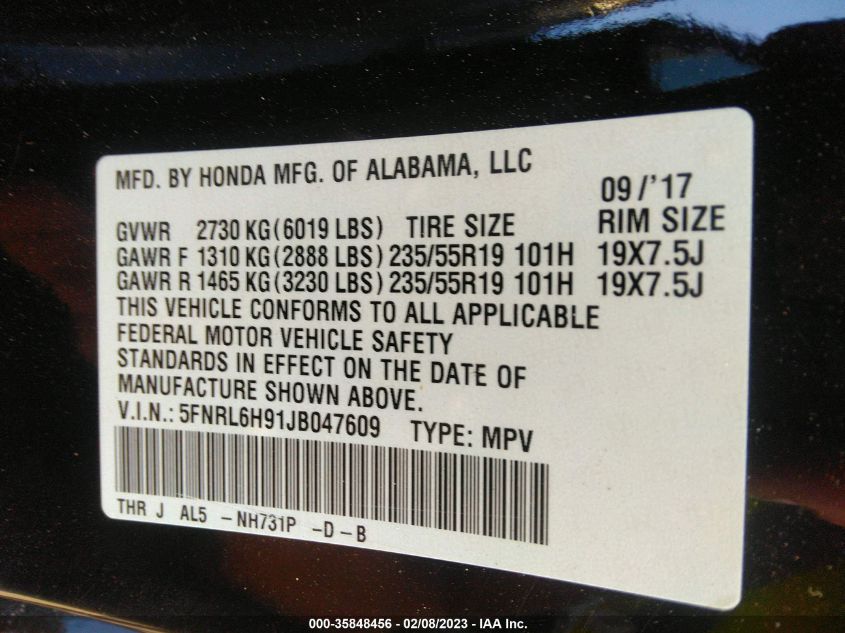 MFD. BY HONDA MFG. OF ALABAMA, LLC 09/'17
GVWR 2730 KG(6019 LBS) TIRE SIZE RIM SIZE
GAWR F 1310 KG(2888 LBS) 235/55R19 101H 19X7.5J
GAWR R 1465 KG(3230 LBS) 235/55R19 101H 19X7.5J
THIS VEHICLE CONFORMS TO ALL APPLICABLE
FEDERAL MOTOR VEHICLE SAFETY
STANDARDS IN EFFECT ON THE DATE OF
MANUFACTURE SHOWN ABOVE.
V.I.N.: 5FNRL6H91JB047609 TYPE: MPV
THR J AL5 -NH731P -D-B
000-35848456 - 02/08/2023 - IAA Inc.